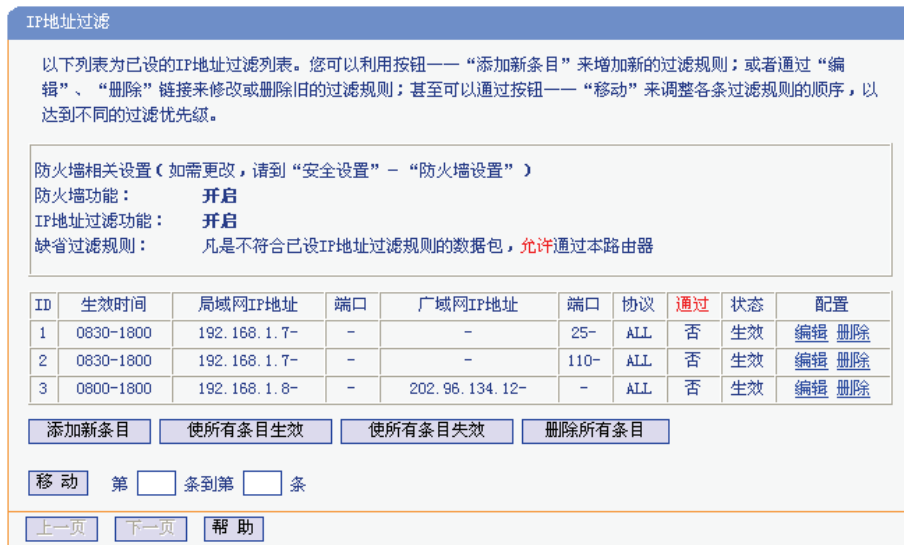 IP地址过滤
以下列表为已设的IP地址过滤列表。您可以利用按钮——“添加新条目”来增加新的过滤规则；或者通过“编
辑”、“删除”链接来修改或删除旧的过滤规则；甚至可以通过按钮——“移动”来调整各条过滤规则的顺序，以
达到不同的过滤优先级。
防火墙相关设置（如需更改，请到“安全设置”－“防火墙设置”）
防火墙功能： 开启
IP地址过滤功能： 开启
缺省过滤规则： 凡是不符合已设IP地址过滤规则的数据包，允许通过本路由器
ID 生效时间 局域网IP地址 端口 广域网IP地址 端口 协议 通过 状态 配置
1 0830-1800 192.168.1.7- - - 25- ALL 否 生效 编辑 删除
2 0830-1800 192.168.1.7- - - 110- ALL 否 生效 编辑 删除
3 0800-1800 192.168.1.8- - 202.96.134.12- - ALL 否 生效 编辑 删除
添加新条目 使所有条目生效 使所有条目失效 删除所有条目
移 动 第 条到第 条
上一页 下一页 帮 助